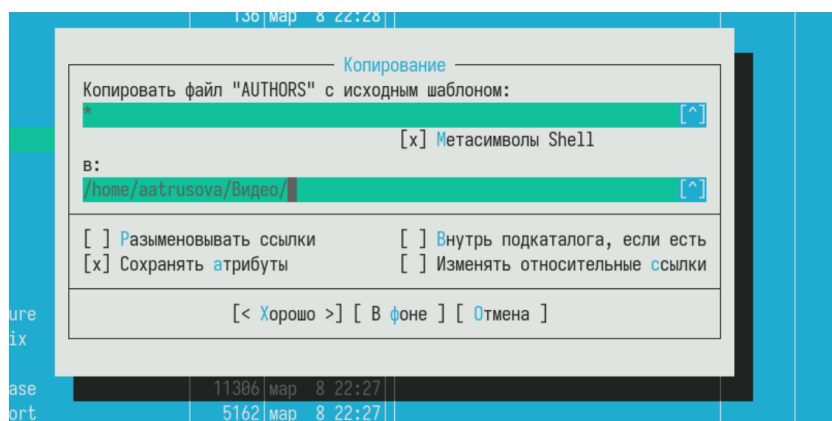 136 мар 8 22:28
Копирование
Копировать файл "AUTHORS" с исходным шаблоном:
* [^]
[x] Метасимволы Shell
в:
/home/aatrusova/Видео/ [^]
[ ] Разыменовывать ссылки [ ] Внутрь подкаталога, если есть
[x] Сохранять атрибуты [ ] Изменять относительные ссылки
ure
[< Хорошо >] [ В фоне ] [ Отмена ]
ix
ase 11306 мар 8 22:27
ort 5162 мар 8 22:27